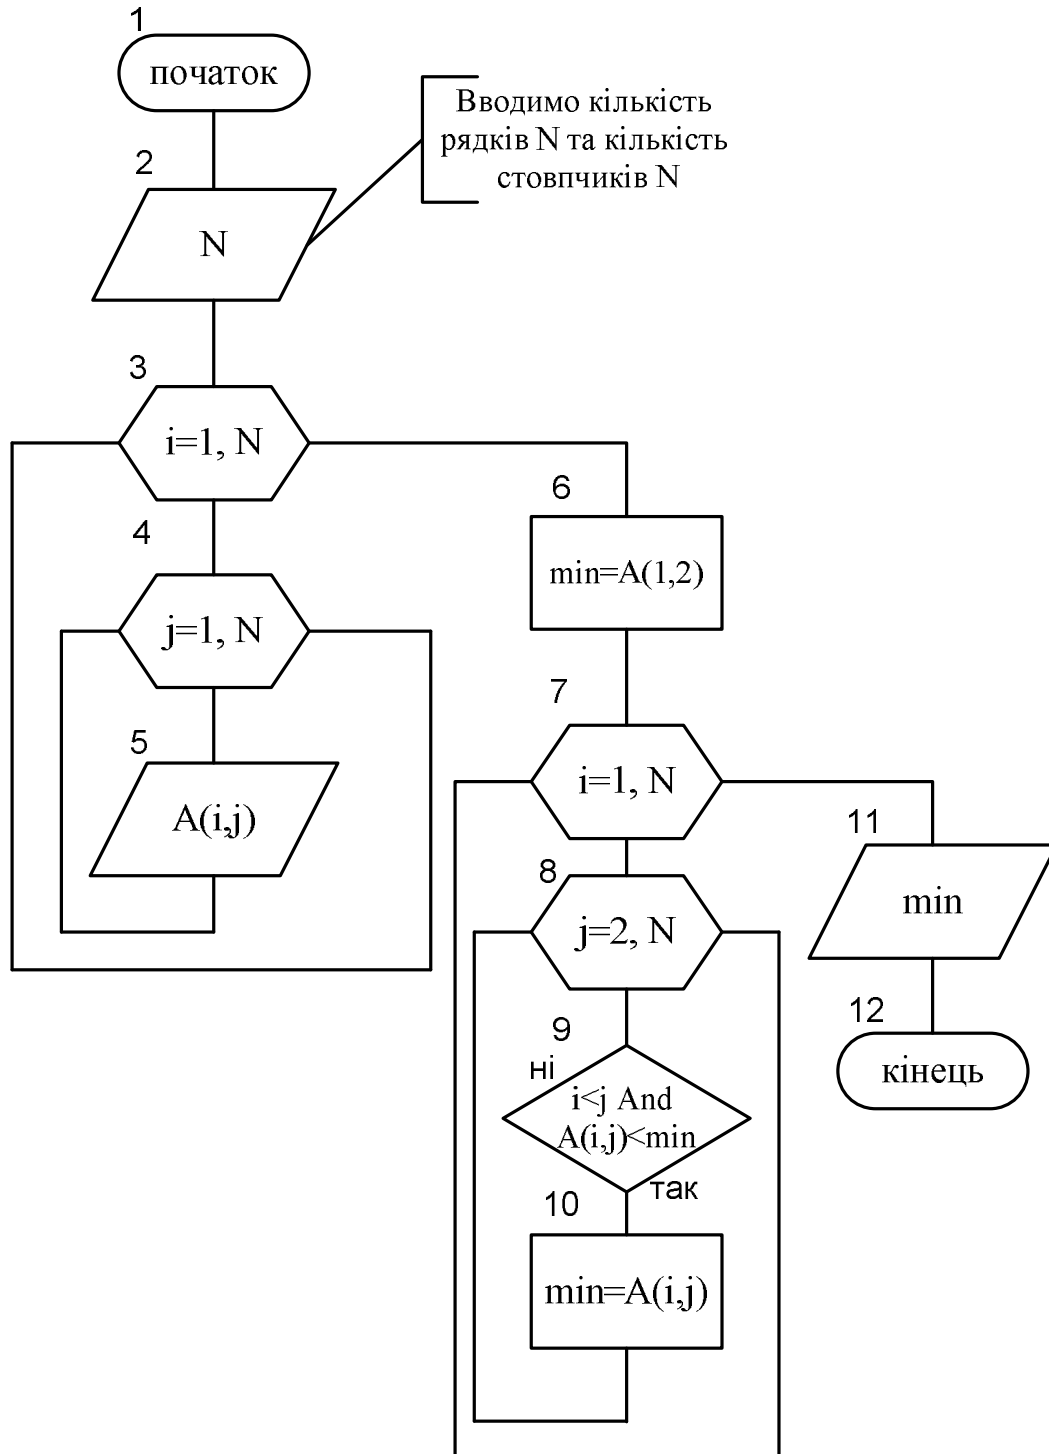 1
початок
Вводимо кількість
рядків N та кількість
стовпчиків N
2
N
3
i=1, N
4
j=1, N
5
A(i,j)
6
min=A(1,2)
7
i=1, N
8
j=2, N
9
ні
i<j And
A(i,j)<min
так
10
min=A(i,j)
11
min
12
кінець